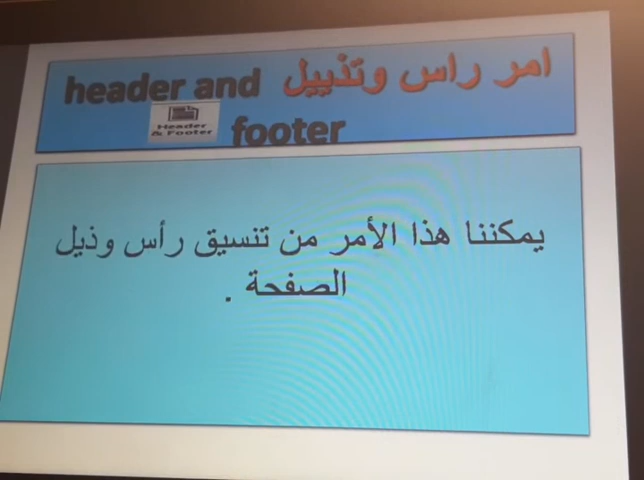 امر راس وتذييل header and
footer
Header
& Footer
يمكننا هذا الأمر من تنسيق رأس وذيل
الصفحة .